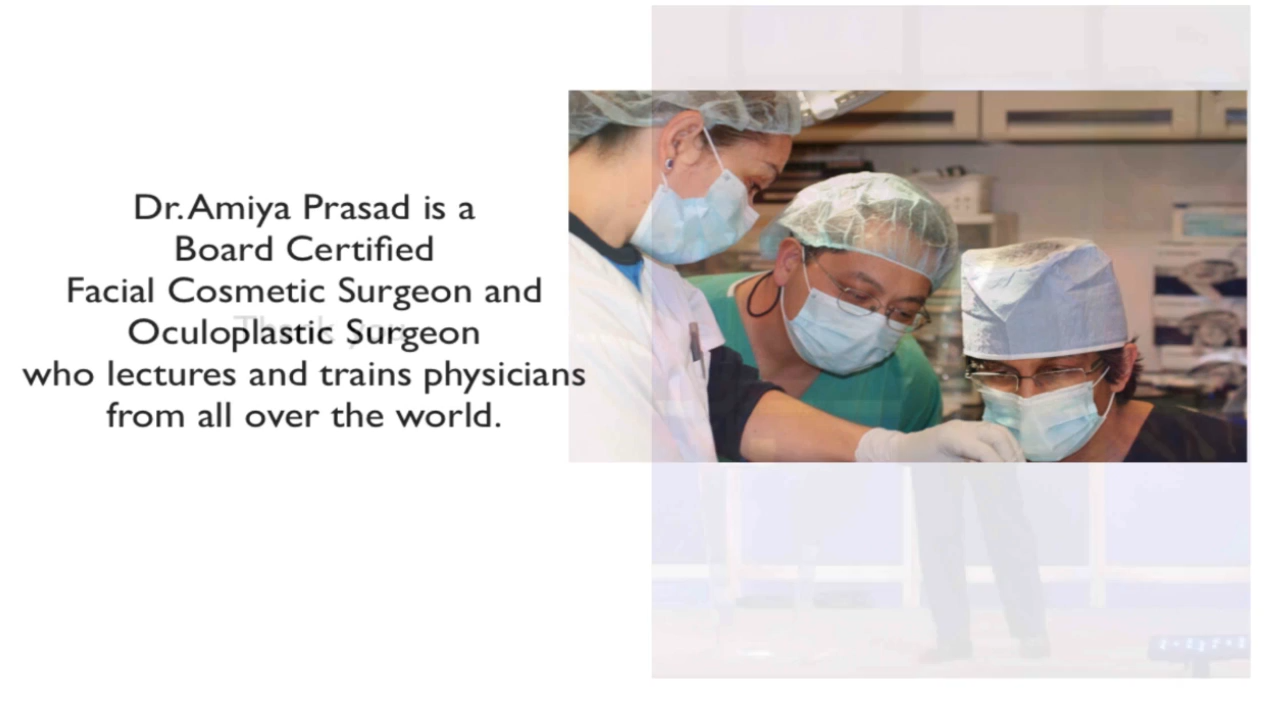 Dr. Amiya Prasad is a
Board Certified
Facial Cosmetic Surgeon and
Oculoplastic Surgeon
who lectures and trains physicians
from all over the world.